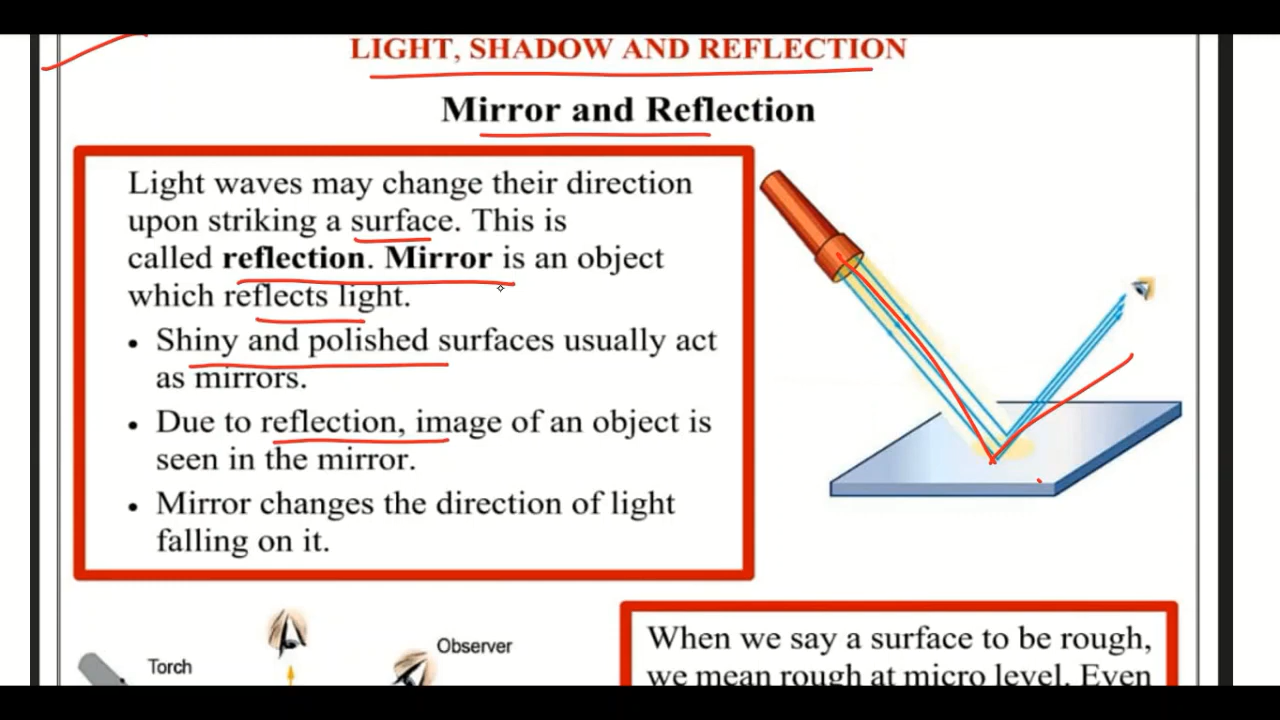 LIGHT, SHADOW AND REFLECTION
Mirror and Reflection
Light waves may change their direction
upon striking a surface. This is
called reflection. Mirror is an object
which reflects light.
• Shiny and polished surfaces usually act
as mirrors.
• Due to reflection, image of an object is
seen in the mirror.
• Mirror changes the direction of light
falling on it.
Torch
Observer
When we say a surface to be rough,
we mean rough at micro level. Even